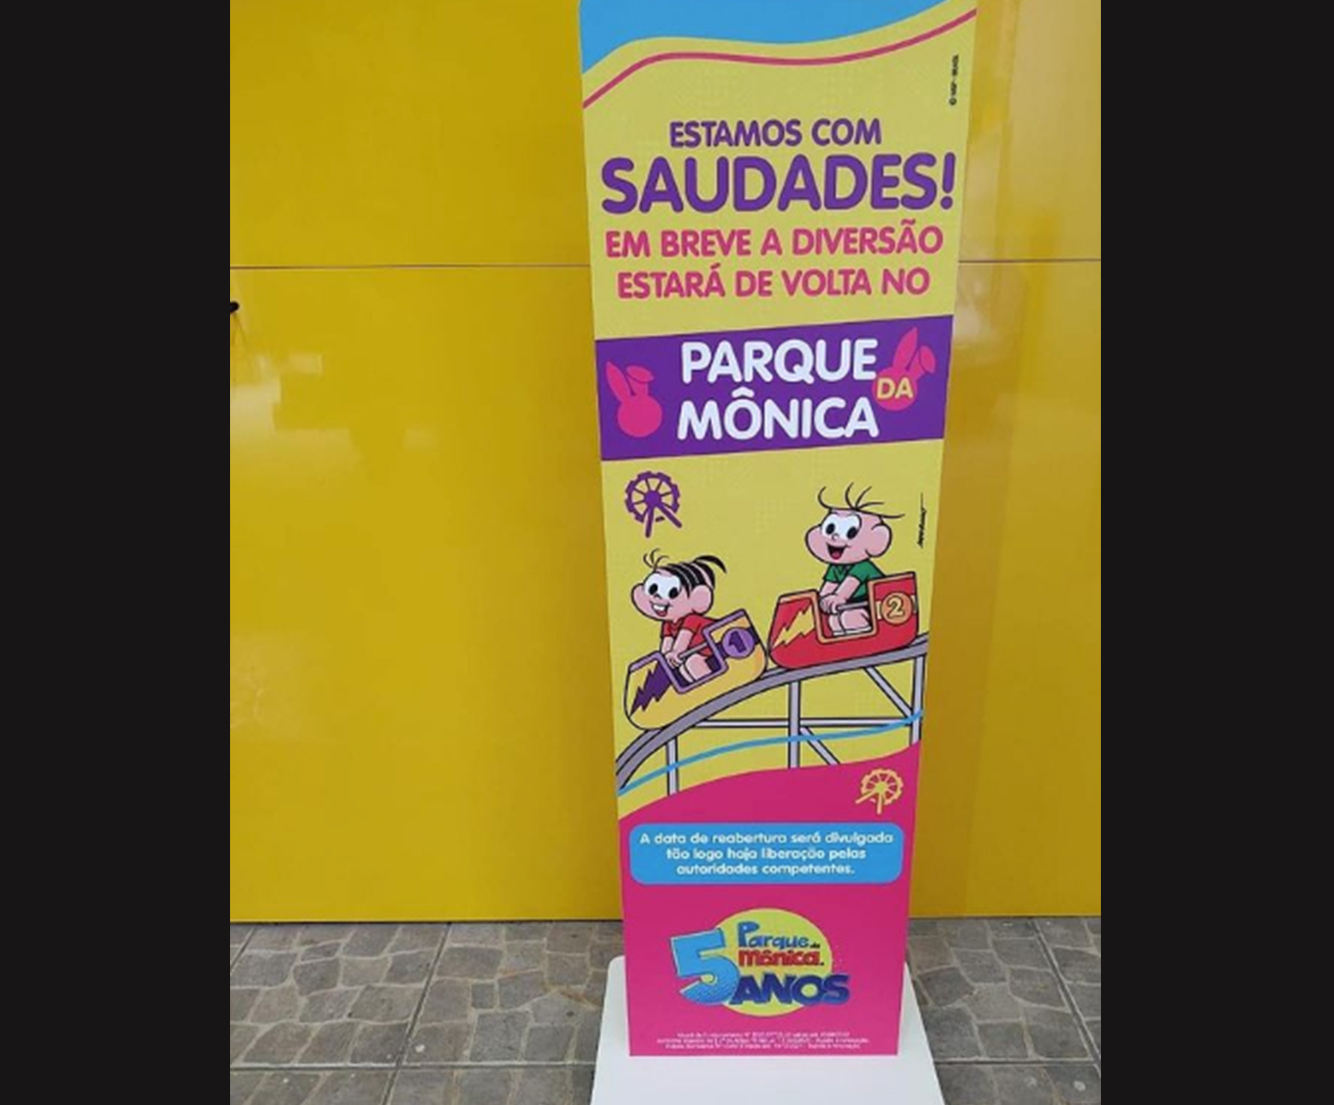 ESTAMOS COM
SAUDADES!
EM BREVE A DIVERSÃO
ESTARÁ DE VOLTA NO
PARQUE
DA
MÔNICA
1
2
A data de reabertura será divulgada
tão logo haja liberação pelas
autoridades competentes.
5
Parque da
Mônica.
ANOS